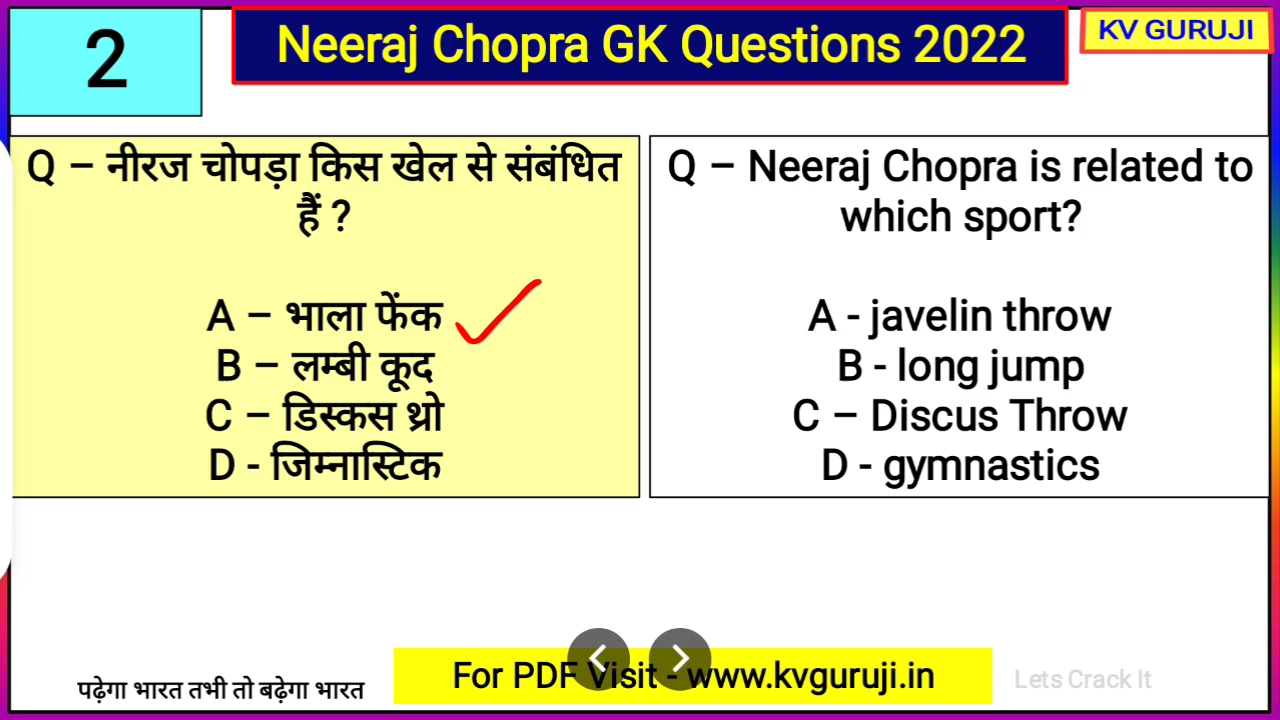 2
Neeraj Chopra GK Questions 2022
KV GURUJI
Q – नीरज चोपड़ा किस खेल से संबंधित
हैं ?
A – भाला फेंक
B – लम्बी कूद
C – डिस्कस थ्रो
D - जिम्नास्टिक
Q – Neeraj Chopra is related to
which sport?
A - javelin throw
B - long jump
C – Discus Throw
D - gymnastics
पढ़ेगा भारत तभी तो बढ़ेगा भारत
For PDF Visit - www.kvguruji.in
Lets Crack It